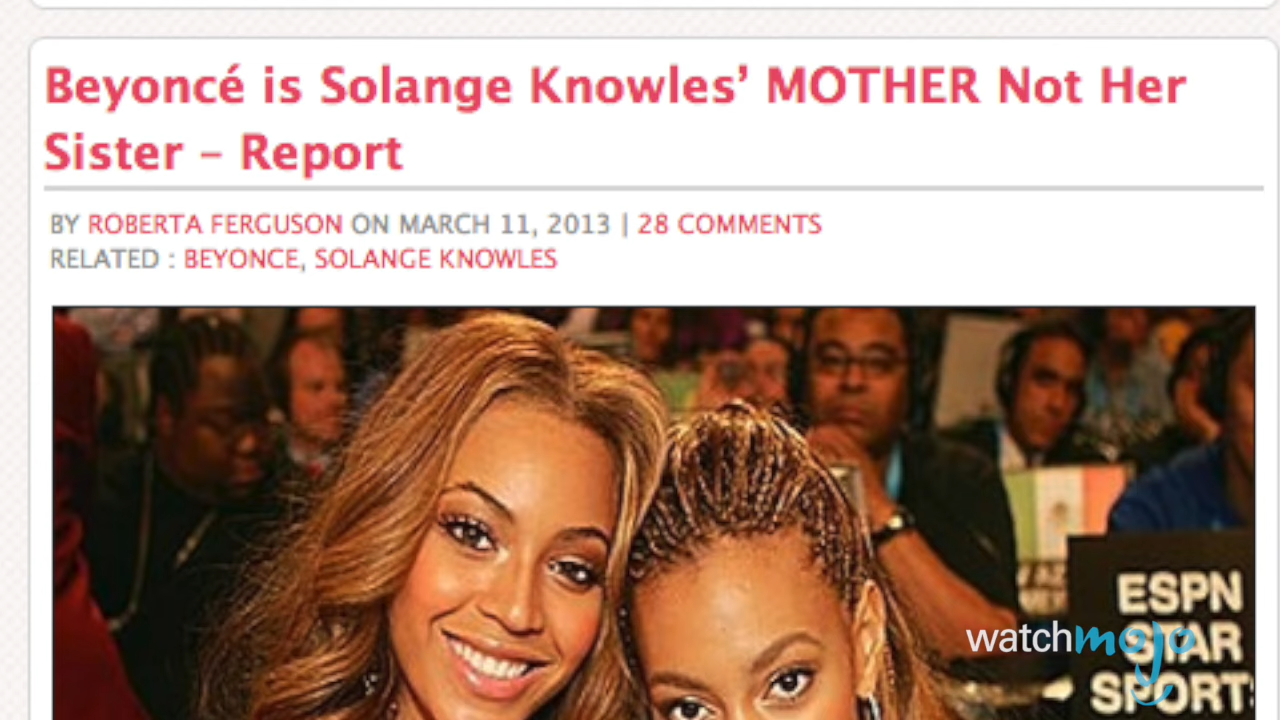 Beyoncé is Solange Knowles’ MOTHER Not Her
Sister – Report
BY ROBERTA FERGUSON ON MARCH 11, 2013 | 28 COMMENTS
RELATED : BEYONCE, SOLANGE KNOWLES
ESPN
STAR
SPORTS
watchmojo